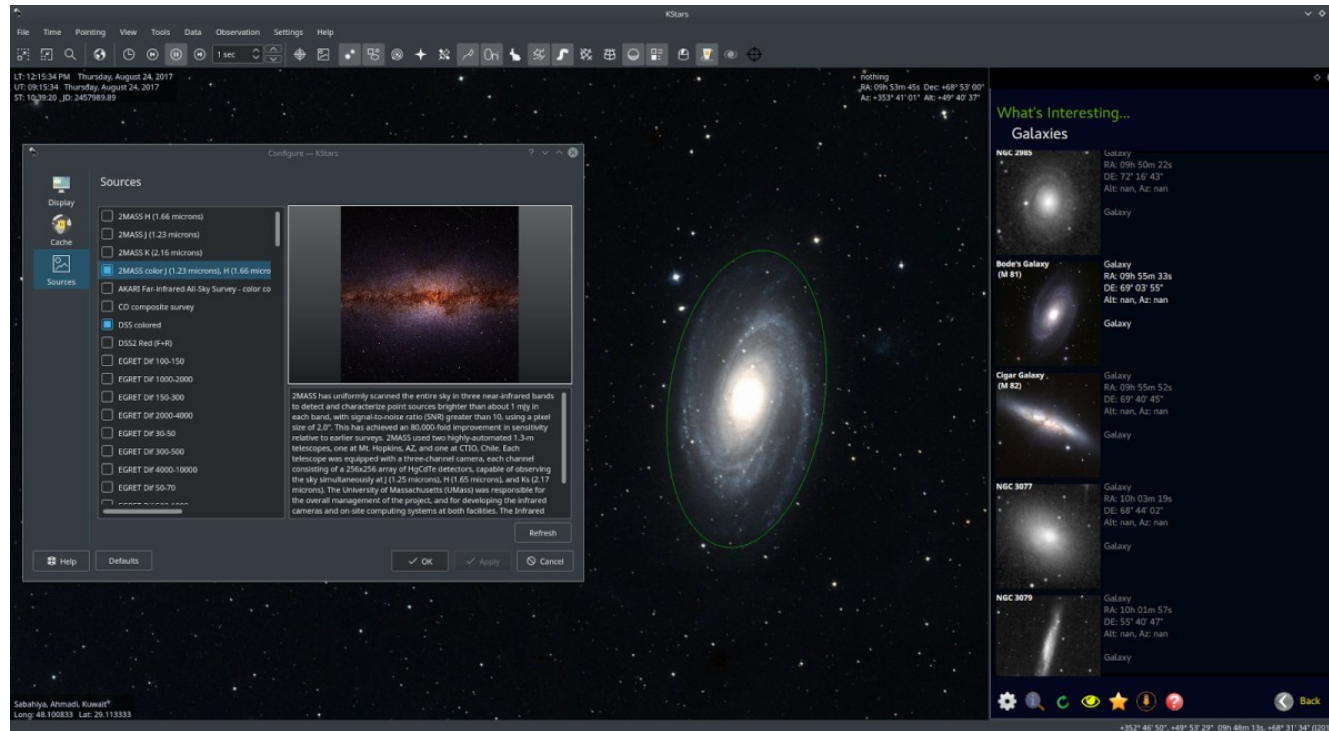 KStars
File Time Pointing View Tools Data Observation Settings Help
1 sec
LT: 12:15:34 PM Thursday, August 24, 2017
UT: 09:15:34 Thursday, August 24, 2017
ST: 10:39:20 JD: 2457989.89
nothing
RA: 09h 53m 45s Dec: +68° 53' 00"
Az: +353° 41' 01" Alt: +49° 40' 37"
Configure — KStars
Display
Cache
Sources
Sources
2MASS H (1.66 microns)
2MASS J (1.23 microns)
2MASS K (2.16 microns)
2MASS color J (1.23 microns), H (1.66 micro
AKARI Far-infrared All-Sky Survey - color co
CO composite survey
DSS colored
DSS2 Red (F+R)
EGRET Dif 100-150
EGRET Dif 1000-2000
EGRET Dif 150-300
EGRET Dif 2000-4000
EGRET Dif 30-50
EGRET Dif 300-500
EGRET Dif 4000-10000
EGRET Dif 50-70
2MASS has uniformly scanned the entire sky in three near-infrared bands
to detect and characterize point sources brighter than about 1 mJy in
each band, with signal-to-noise ratio (SNR) greater than 10, using a pixel
size of 2.0". This has achieved an 80,000-fold improvement in sensitivity
relative to earlier surveys. 2MASS used two highly-automated 1.3-m
telescopes, one at Mt. Hopkins, AZ, and one at CTIO, Chile. Each
telescope was equipped with a three-channel camera, each channel
consisting of a 256x256 array of HgCdTe detectors, capable of observing
the sky simultaneously at J (1.25 microns), H (1.65 microns), and Ks (2.17
microns). The University of Massachusetts (UMass) was responsible for
the overall management of the project, and for developing the infrared
cameras and on-site computing systems at both facilities. The Infrared
Refresh
Help Defaults OK Apply Cancel
What's Interesting...
Galaxies
NGC 2985
Galaxy
RA: 09h 50m 22s
DE: 72° 16' 43"
Alt: nan, Az: nan
Galaxy
Bode's Galaxy
(M 81)
Galaxy
RA: 09h 55m 33s
DE: 69° 03' 55"
Alt: nan, Az: nan
Galaxy
Cigar Galaxy
(M 82)
Galaxy
RA: 09h 55m 52s
DE: 69° 40' 45"
Alt: nan, Az: nan
Galaxy
NGC 3077
Galaxy
RA: 10h 03m 19s
DE: 68° 44' 02"
Alt: nan, Az: nan
Galaxy
NGC 3079
Galaxy
RA: 10h 01m 57s
DE: 55° 40' 47"
Alt: nan, Az: nan
Galaxy
Back
Sabahiya, Ahmadi, Kuwait
Long: 48.100833 Lat: 29.113333
+352° 46' 50", +49° 53' 29" 09h 48m 13s, +68° 31' 34" (J201